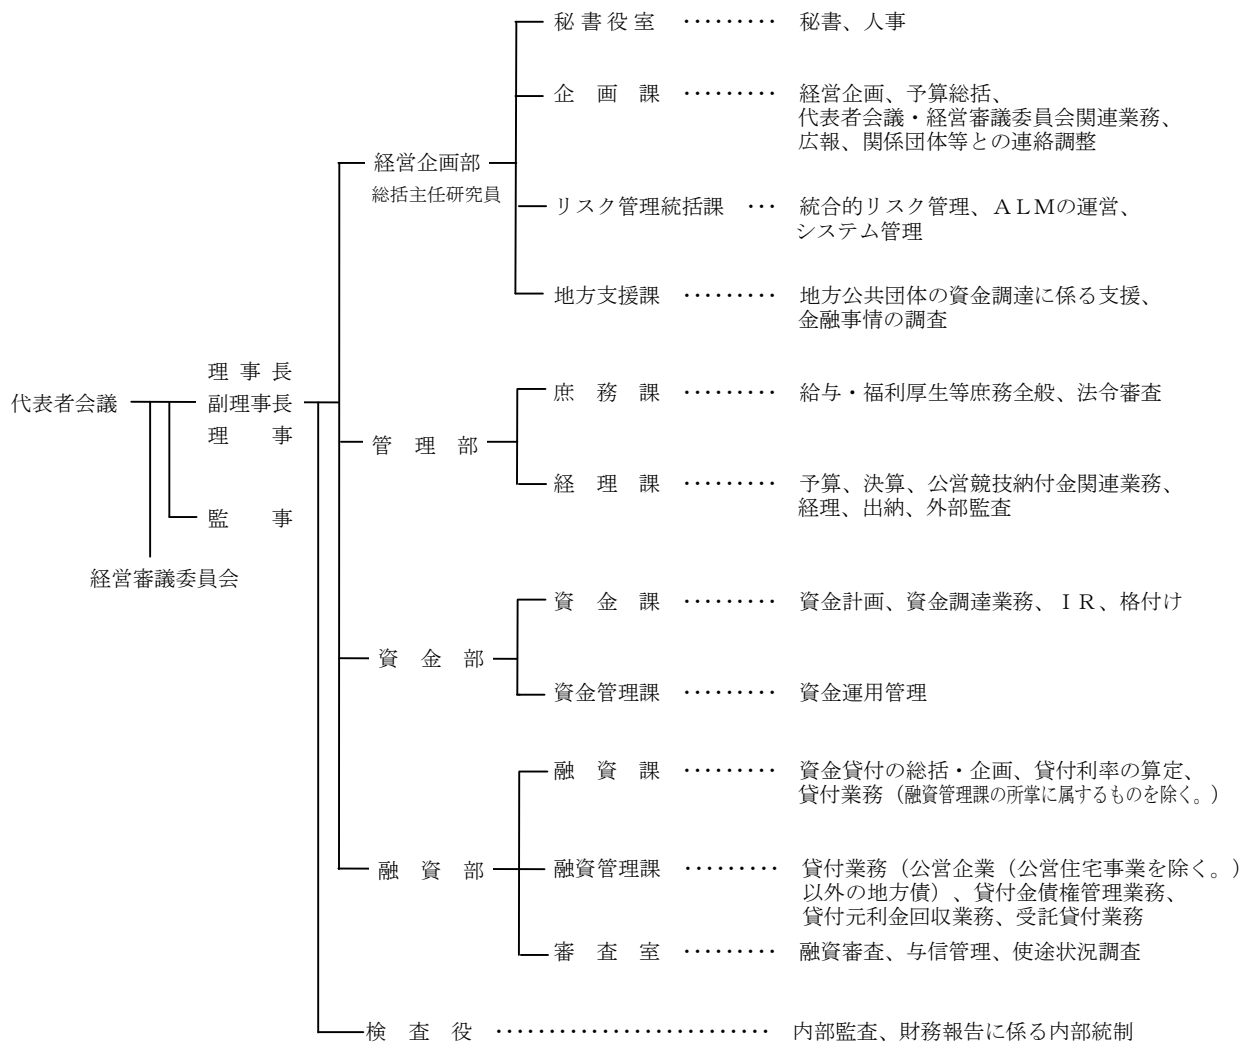 秘書役室 ········· 秘書、人事
企画課 ········· 経営企画、予算総括、
代表者会議・経営審議委員会関連業務、
広報、関係団体等との連絡調整
経営企画部
総括主任研究員
リスク管理統括課 ··· 統合的リスク管理、ＡＬＭの運営、
システム管理
地方支援課 ········· 地方公共団体の資金調達に係る支援、
金融事情の調査
代表者会議
理事長
副理事長
理事
監事
経営審議委員会
管理部
庶務課 ········· 給与・福利厚生等庶務全般、法令審査
経理課 ········· 予算、決算、公営競技納付金関連業務、
経理、出納、外部監査
資金部
資金課 ········· 資金計画、資金調達業務、ＩＲ、格付け
資金管理課 ········· 資金運用管理
融資部
融資課 ········· 資金貸付の総括・企画、貸付利率の算定、
貸付業務（融資管理課の所掌に属するものを除く。）
融資管理課 ········· 貸付業務（公営企業（公営住宅事業を除く。）
以外の地方債）、貸付金債権管理業務、
貸付元利金回収業務、受託貸付業務
審査室 ········· 融資審査、与信管理、使途状況調査
検査役 ·························· 内部監査、財務報告に係る内部統制